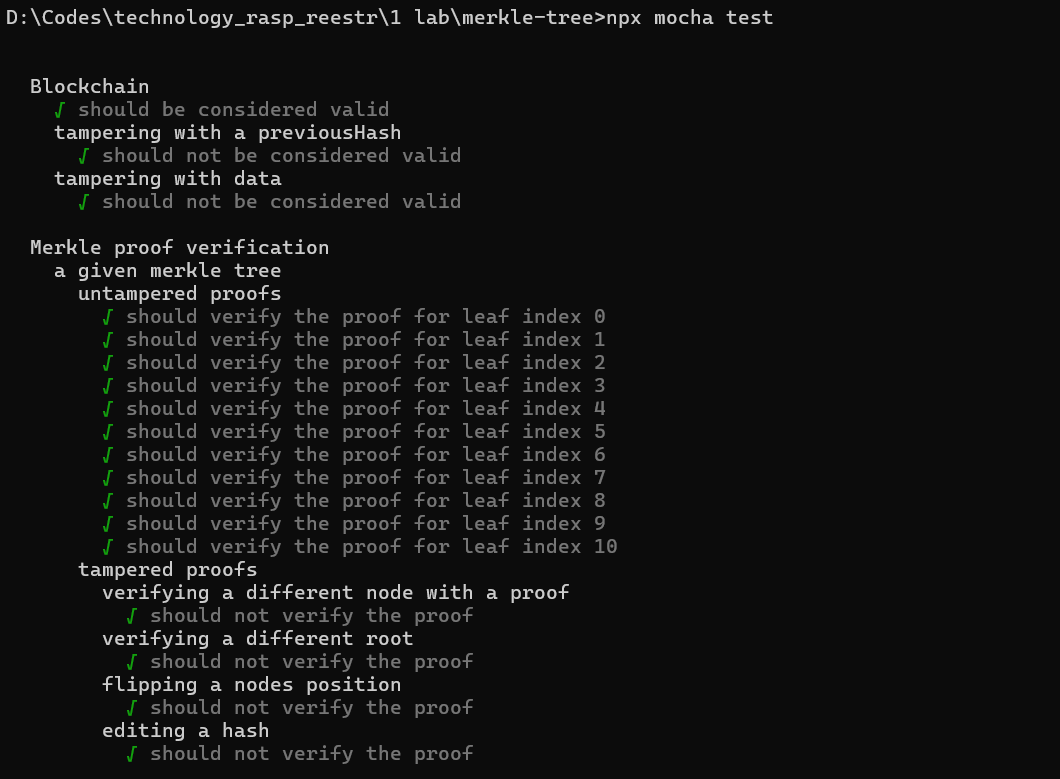 D:\Codes\technology_rasp_reestr\1 lab\merkle-tree>npx mocha test
Blockchain
√ should be considered valid
tampering with a previousHash
√ should not be considered valid
tampering with data
√ should not be considered valid
Merkle proof verification
a given merkle tree
untampered proofs
√ should verify the proof for leaf index 0
√ should verify the proof for leaf index 1
√ should verify the proof for leaf index 2
√ should verify the proof for leaf index 3
√ should verify the proof for leaf index 4
√ should verify the proof for leaf index 5
√ should verify the proof for leaf index 6
√ should verify the proof for leaf index 7
√ should verify the proof for leaf index 8
√ should verify the proof for leaf index 9
√ should verify the proof for leaf index 10
tampered proofs
verifying a different node with a proof
√ should not verify the proof
verifying a different root
√ should not verify the proof
flipping a nodes position
√ should not verify the proof
editing a hash
√ should not verify the proof